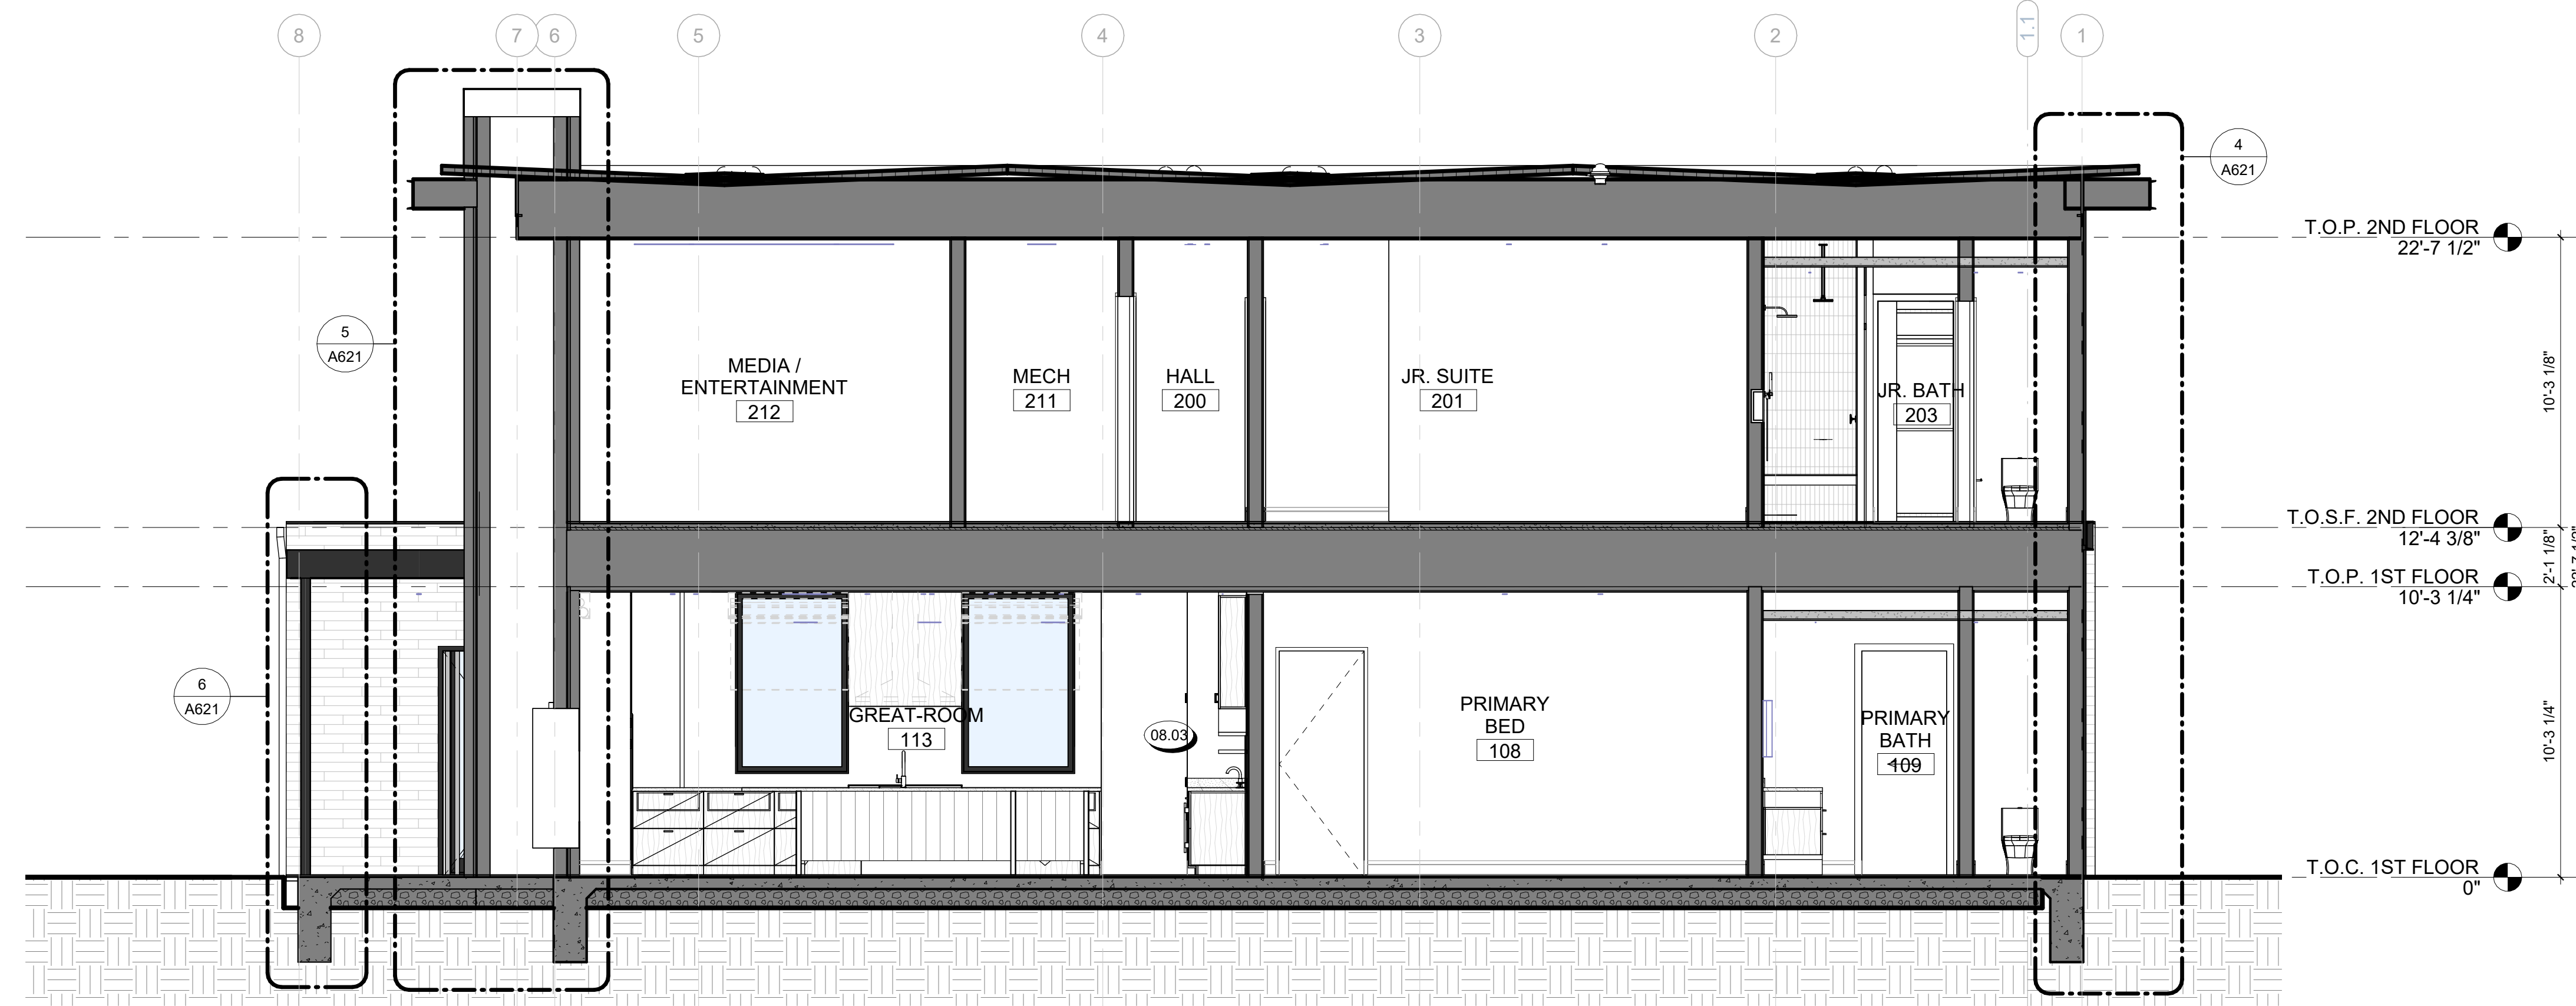 8
7
6
5
4
3
2
1.1
1
4
A621
T.O.P. 2ND FLOOR
22'-7 1/2"
5
A621
MEDIA /
ENTERTAINMENT
212
MECH
211
HALL
200
JR. SUITE
201
JR. BATH
203
10'-3 1/8"
T.O.S.F. 2ND FLOOR
12'-4 3/8"
2'-1 1/8"
T.O.P. 1ST FLOOR
10'-3 1/4"
6
A621
GREAT-ROOM
113
08.03
PRIMARY
BED
108
PRIMARY
BATH
109
10'-3 1/4"
T.O.C. 1ST FLOOR
0"